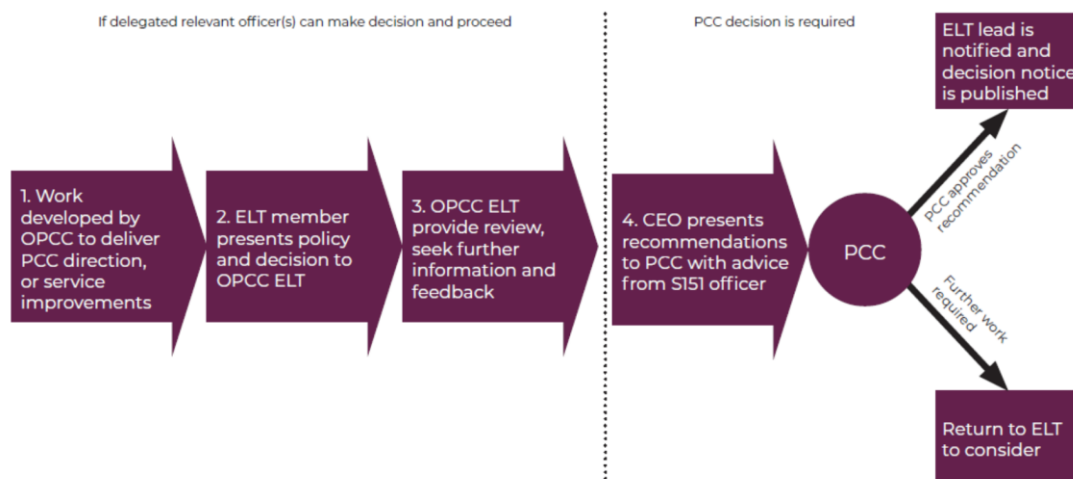 If delegated relevant officer(s) can make decision and proceed
PCC decision is required
1. Work
developed by
OPCC to deliver
PCC direction,
or service
improvements
2. ELT member
presents policy
and decision to
OPCC ELT
3. OPCC ELT
provide review,
seek further
information and
feedback
4. CEO presents
recommendations
to PCC with advice
from S151 officer
PCC
PCC approves
recommendation
ELT lead is
notified and
decision notice
is published
Further work
required
Return to ELT
to consider